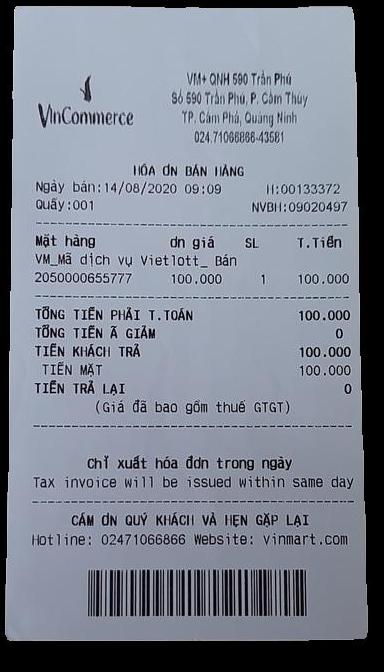 VinCommerce
VM+ QNH 590 Trần Phú
Số 590 Trần Phú, P. Cẩm Thủy
TP. Cẩm Phả, Quảng Ninh
024.71066866-43581
HÓA ĐN BÁN HÀNG
Ngày bán:14/08/2020 09:09 H:00133372
Quầy:001 NVBH:09020497
Mặt hàng đn giá SL T.Tiền
VM_Mã dịch vụ Vietlott_ Bán
2050000655777 100.000 1 100.000
TỔNG TIỀN PHẢI T.TOÁN 100.000
TỔNG TIỀN Ã GIẢM 0
TIỀN KHÁCH TRẢ 100.000
TIỀN MẶT 100.000
TIỀN TRẢ LẠI 0
(Giá đã bao gồm thuế GTGT)
Chỉ xuất hóa đơn trong ngày
Tax invoice will be issued within same day
CẢM ƠN QUÝ KHÁCH VÀ HẸN GẶP LẠI
Hotline: 02471066866 Website: vinmart.com